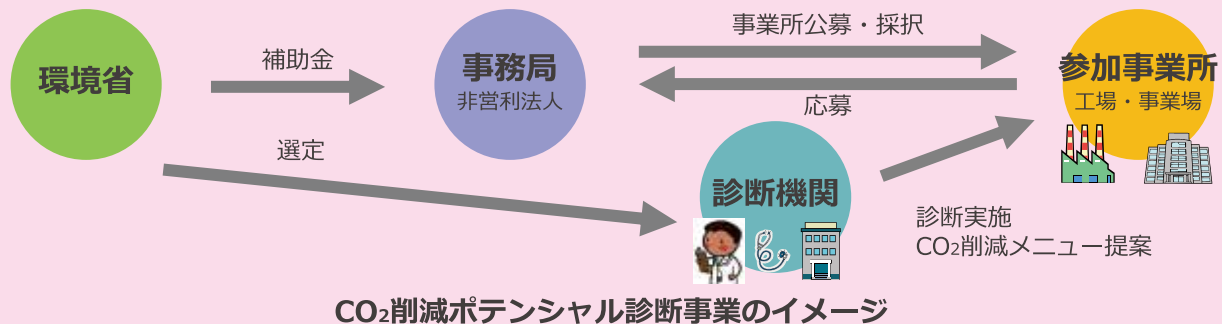 環境省
補助金
事務局
非営利法人
事業所公募・採択
応募
参加事業所
工場・事業場
選定
診断機関
診断実施
CO₂削減メニュー提案
CO₂削減ポテンシャル診断事業のイメージ